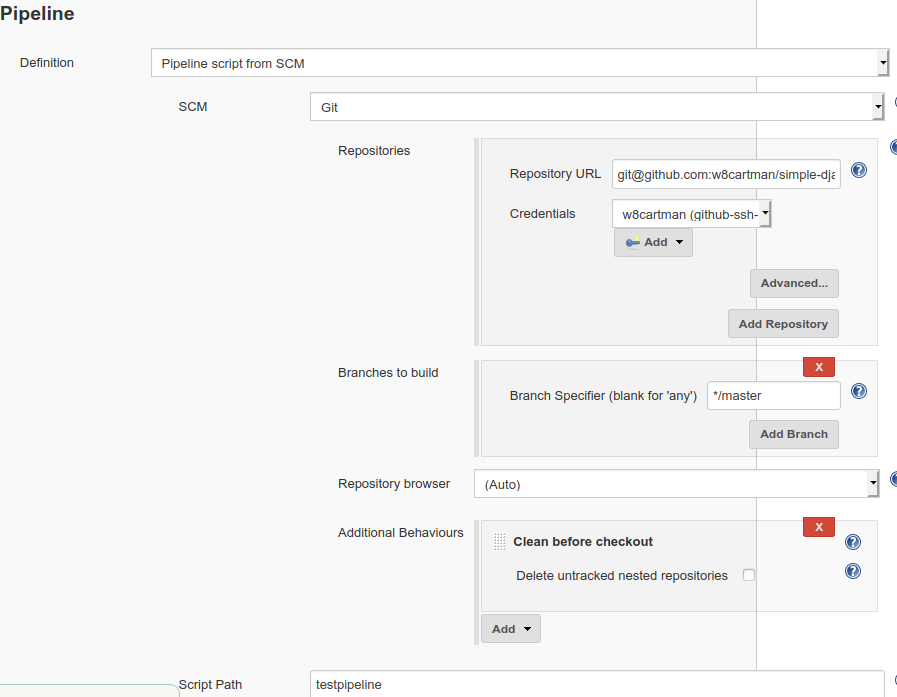 Pipeline
Definition
Pipeline script from SCM
SCM
Git
Repositories
Repository URL
git@github.com:w8cartman/simple-dja
?
Credentials
w8cartman (github-ssh-
Add
Advanced...
Add Repository
Branches to build
X
Branch Specifier (blank for 'any')
*/master
?
Add Branch
Repository browser
(Auto)
Additional Behaviours
X
Clean before checkout
?
Delete untracked nested repositories
?
Add
Script Path
testpipeline